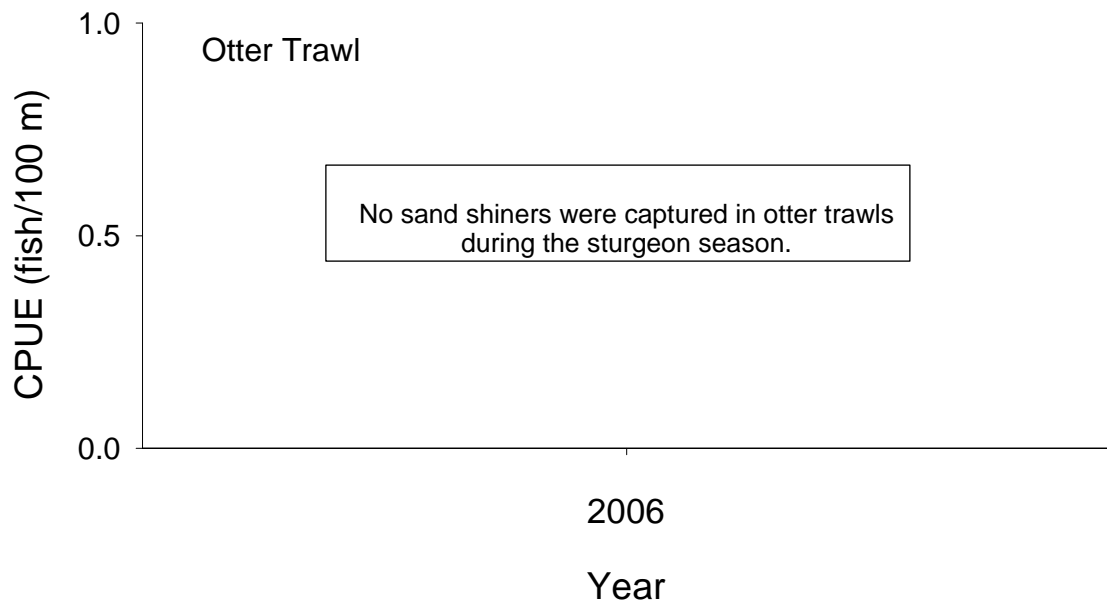 1.0
Otter Trawl
CPUE (fish/100 m)
No sand shiners were captured in otter trawls
during the sturgeon season.
0.5
0.0
2006
Year